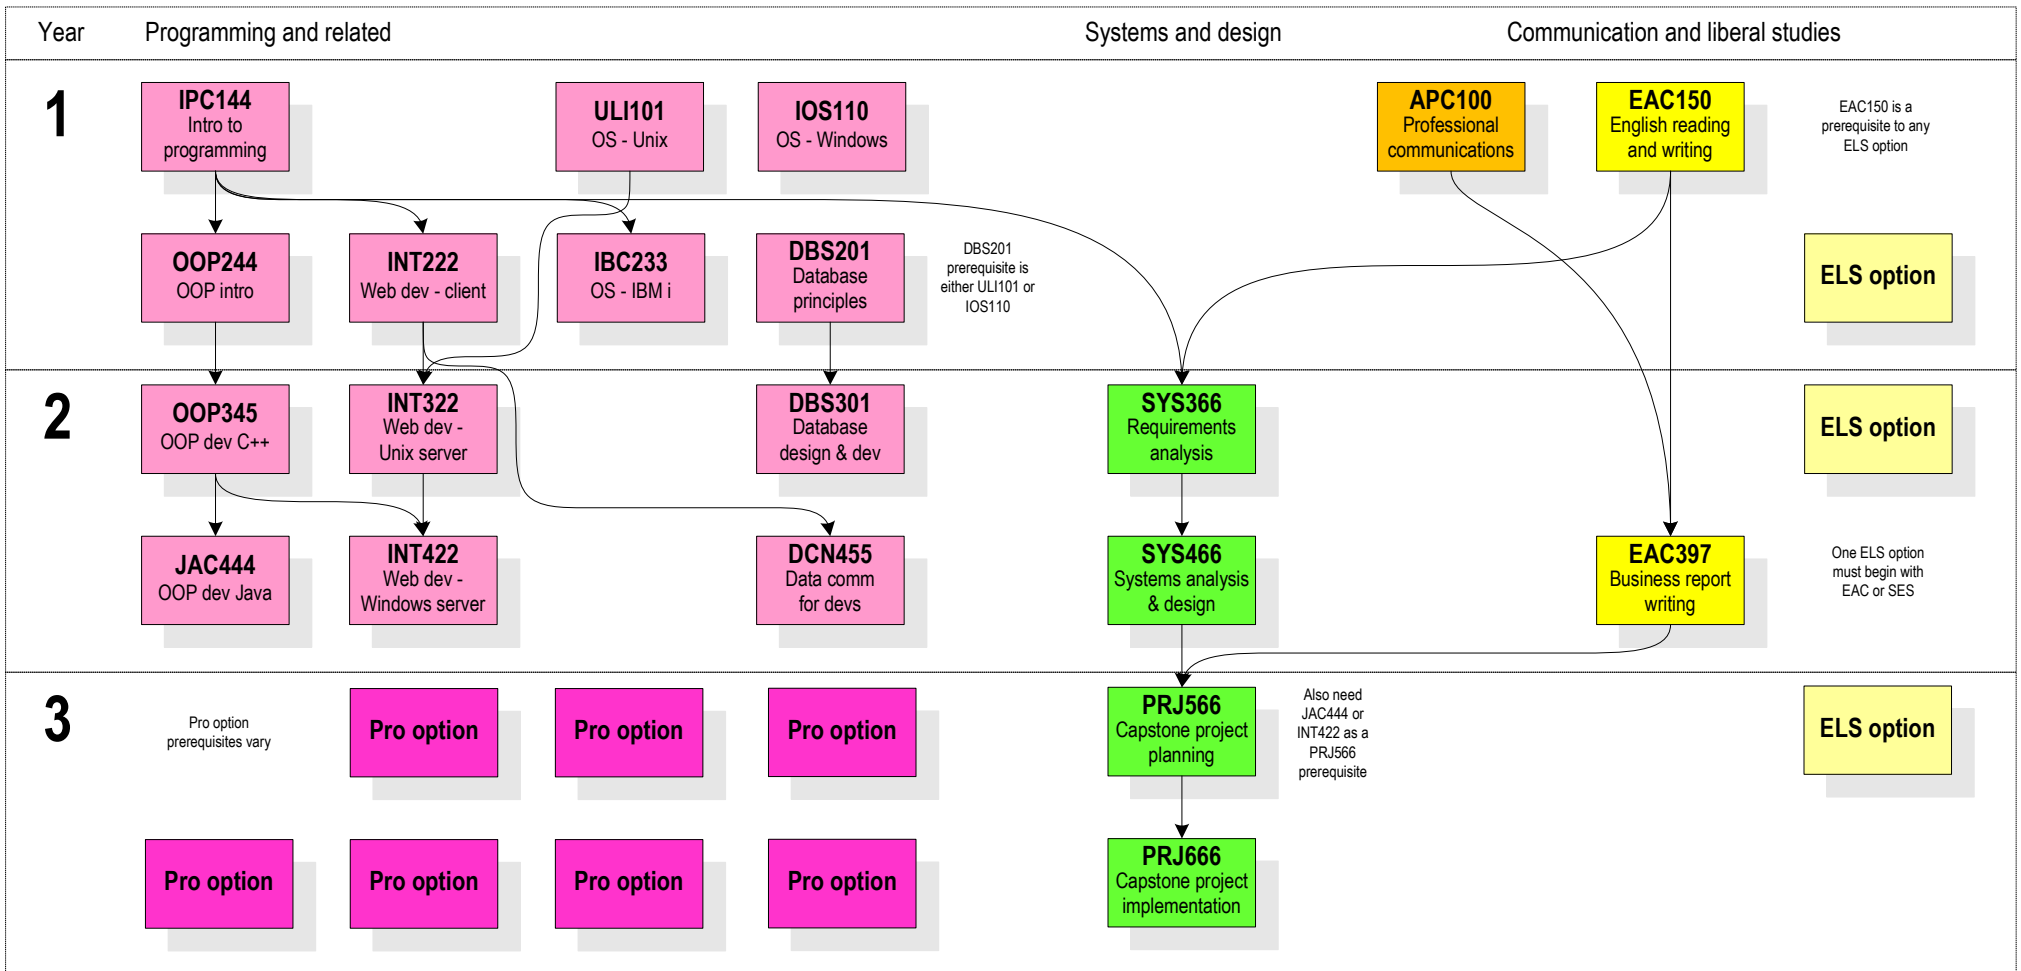 Year
Programming and related
Systems and design
Communication and liberal studies
1
IPC144
Intro to
programming
ULI101
OS - Unix
IOS110
OS - Windows
APC100
Professional
communications
EAC150
English reading
and writing
EAC150 is a
prerequisite to any
ELS option
OOP244
OOP intro
INT222
Web dev - client
IBC233
OS - IBM i
DBS201
Database
principles
DBS201
prerequisite is
either ULI101 or
IOS110
ELS option
2
OOP345
OOP dev C++
INT322
Web dev -
Unix server
DBS301
Database
design & dev
SYS366
Requirements
analysis
ELS option
JAC444
OOP dev Java
INT422
Web dev -
Windows server
DCN455
Data comm
for devs
SYS466
Systems analysis
& design
EAC397
Business report
writing
One ELS option
must begin with
EAC or SES
3
Pro option
prerequisites vary
Pro option
Pro option
Pro option
PRJ566
Capstone project
planning
Also need
JAC444 or
INT422 as a
PRJ566
prerequisite
ELS option
Pro option
Pro option
Pro option
Pro option
PRJ666
Capstone project
implementation